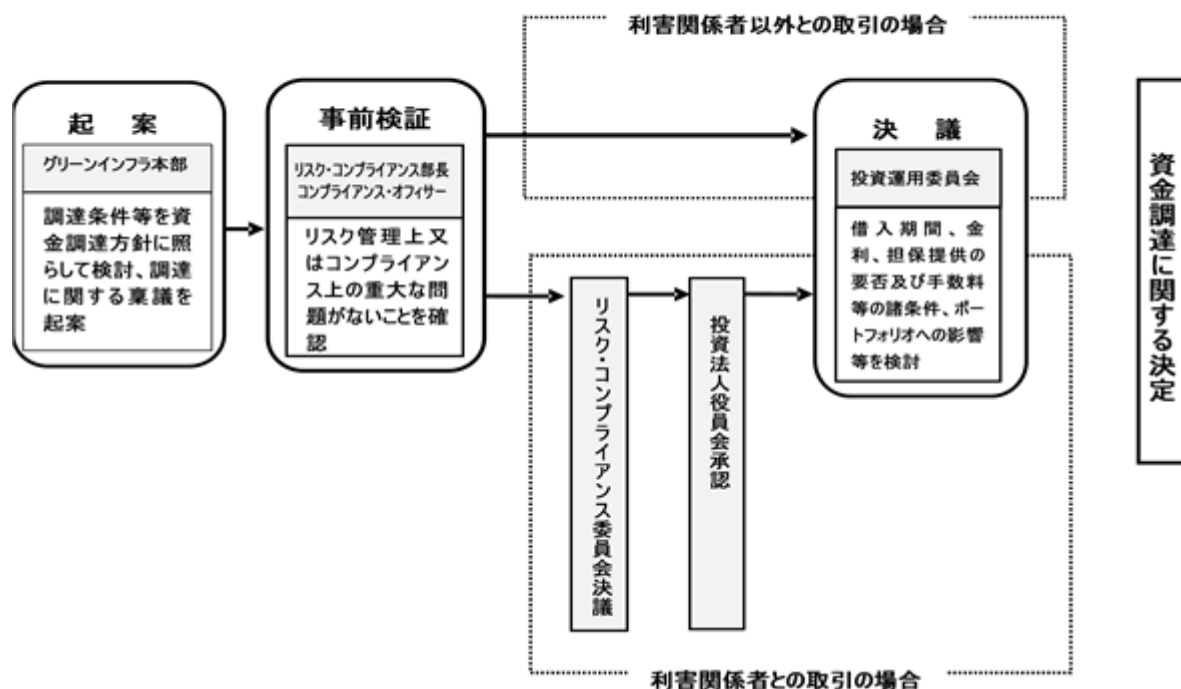 利害関係者以外との取引の場合
起　案
グリーンインフラ本部
調達条件等を資
金調達方針に照
らして検討、調達
に関する稟議を
起案
事前検証
リスク・コンプライアンス部長
コンプライアンス・オフィサー
リスク管理上又
はコンプライアン
ス上の重大な問
題がないことを確
認
リスク・コンプライアンス委員会決議
投資法人役員会承認
決　議
投資運用委員会
借入期間、金
利、担保提供の
要否及び手数料
等の諸条件、ポー
トフォリオへの影響
等を検討
資金調達に関する決定
利害関係者との取引の場合